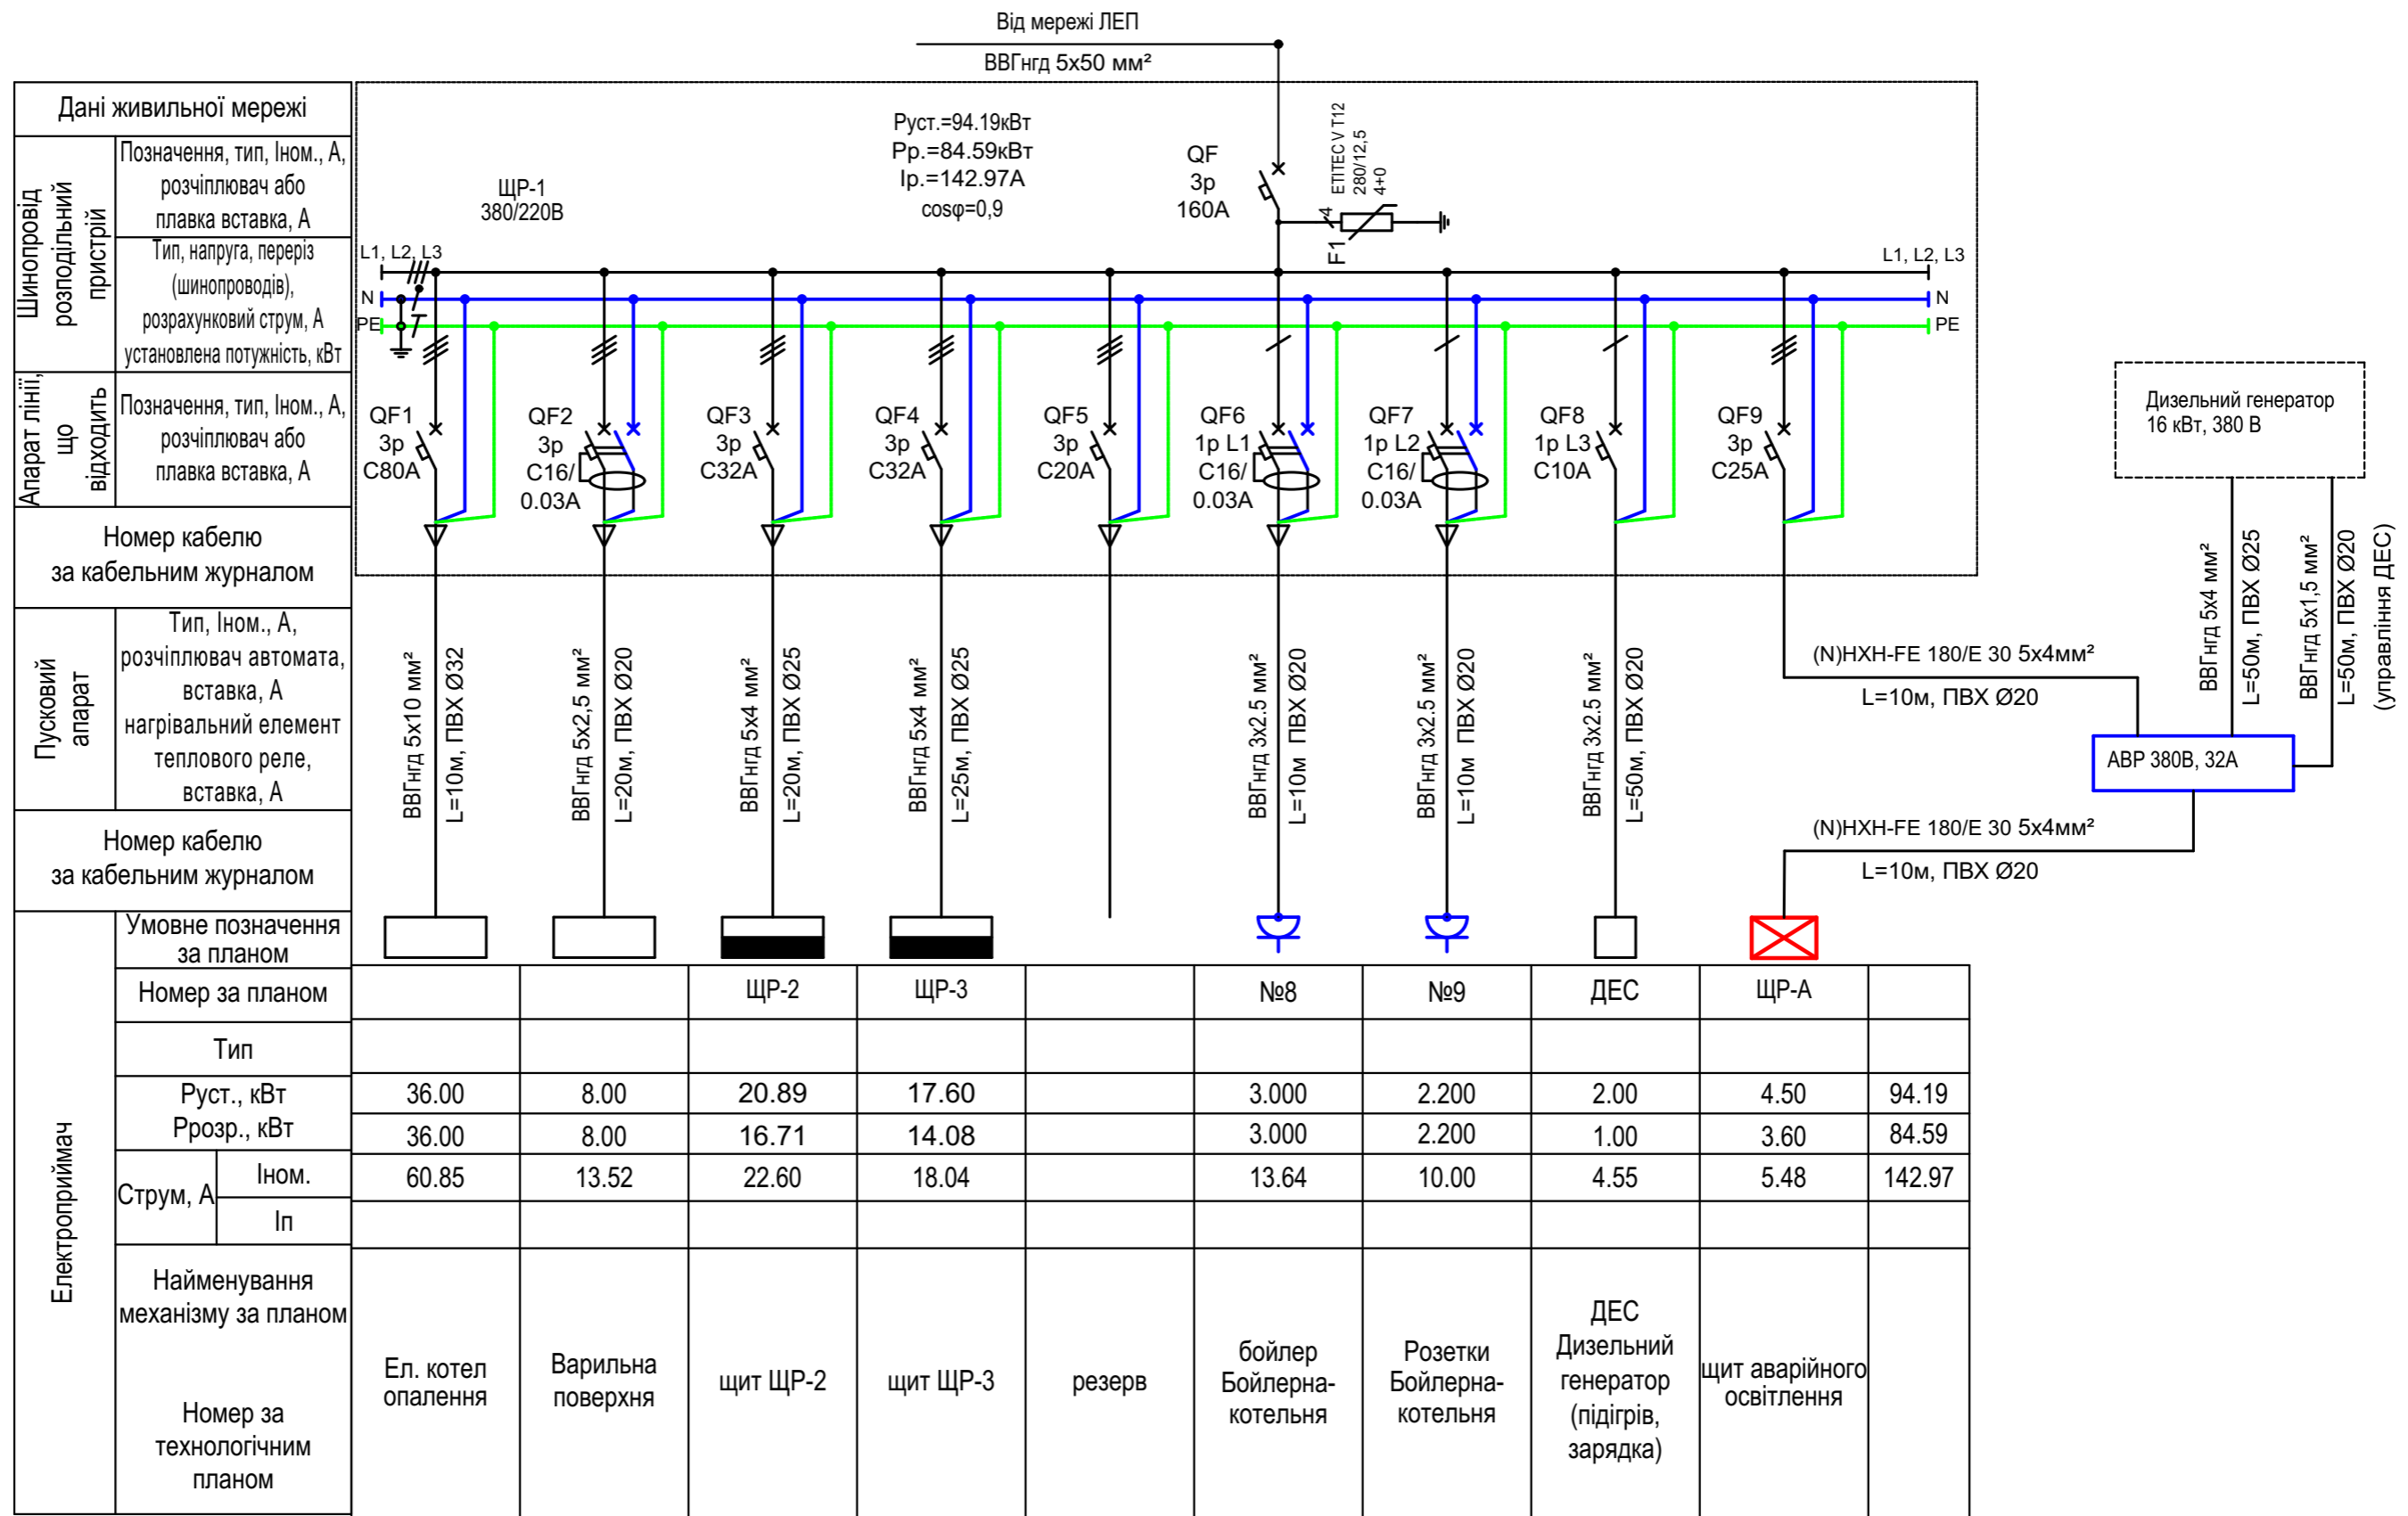 Від мережі ЛЕП
ВВГнгд 5х50 мм²
Дані живильної мережі
Шинопровід
розподільний
пристрій
Позначення, тип, Іном., А,
розчіплювач або
плавка вставка, А
Тип, напруга, переріз
(шинопроводів),
розрахунковий струм, А
установлена потужність, кВт
ЩР-1
380/220В
Руст.=94.19кВт
Рр.=84.59кВт
Ір.=142.97А
cosφ=0,9
QF
3р
160А
ETITEC V T12
280/12,5
4+0
4
F1
L1, L2, L3
N
PE
L1, L2, L3
N
PE
Апарат лінії,
що
відходить
Позначення, тип, Іном., А,
розчіплювач або
плавка вставка, А
QF1
3р
С80А
QF2
3р
С16/
0.03А
QF3
3р
С32А
QF4
3р
С32А
QF5
3р
С20А
QF6
1р L1
С16/
0.03А
QF7
1р L2
С16/
0.03А
QF8
1р L3
С10А
QF9
3р
С25А
Дизельний генератор
16 кВт, 380 В
Номер кабелю
за кабельним журналом
Пусковий
апарат
Тип, Іном., А,
розчіплювач автомата,
вставка, А
нагрівальний елемент
теплового реле,
вставка, А
ВВГнгд 5х10 мм²
L=10м, ПВХ Ø32
ВВГнгд 5х2,5 мм²
L=20м, ПВХ Ø20
ВВГнгд 5х4 мм²
L=20м, ПВХ Ø25
ВВГнгд 5х4 мм²
L=25м, ПВХ Ø25
ВВГнгд 3х2.5 мм²
L=10м ПВХ Ø20
ВВГнгд 3х2.5 мм²
L=10м ПВХ Ø20
ВВГнгд 3х2.5 мм²
L=50м, ПВХ Ø20
(N)HXH-FE 180/E 30 5х4мм²
L=10м, ПВХ Ø20
ВВГнгд 5х4 мм²
L=50м, ПВХ Ø25
ВВГнгд 5х1,5 мм²
L=50м, ПВХ Ø20
(управління ДЕС)
АВР 380В, 32А
(N)HXH-FE 180/E 30 5х4мм²
L=10м, ПВХ Ø20
Номер кабелю
за кабельним журналом
Електроприймач
Умовне позначення
за планом
Номер за планом
ЩР-2
ЩР-3
№8
№9
ДЕС
ЩР-А
Тип
Руст., кВт
36.00
8.00
20.89
17.60
3.000
2.200
2.00
4.50
94.19
Ррозр., кВт
36.00
8.00
16.71
14.08
3.000
2.200
1.00
3.60
84.59
Струм, А
Іном.
60.85
13.52
22.60
18.04
13.64
10.00
4.55
5.48
142.97
Іп
Найменування
механізму за планом
Номер за
технологічним
планом
Ел. котел
опалення
Варильна
поверхня
щит ЩР-2
щит ЩР-3
резерв
бойлер
Бойлерна-
котельня
Розетки
Бойлерна-
котельня
ДЕС
Дизельний
генератор
(підігрів,
зарядка)
щит аварійного
освітлення